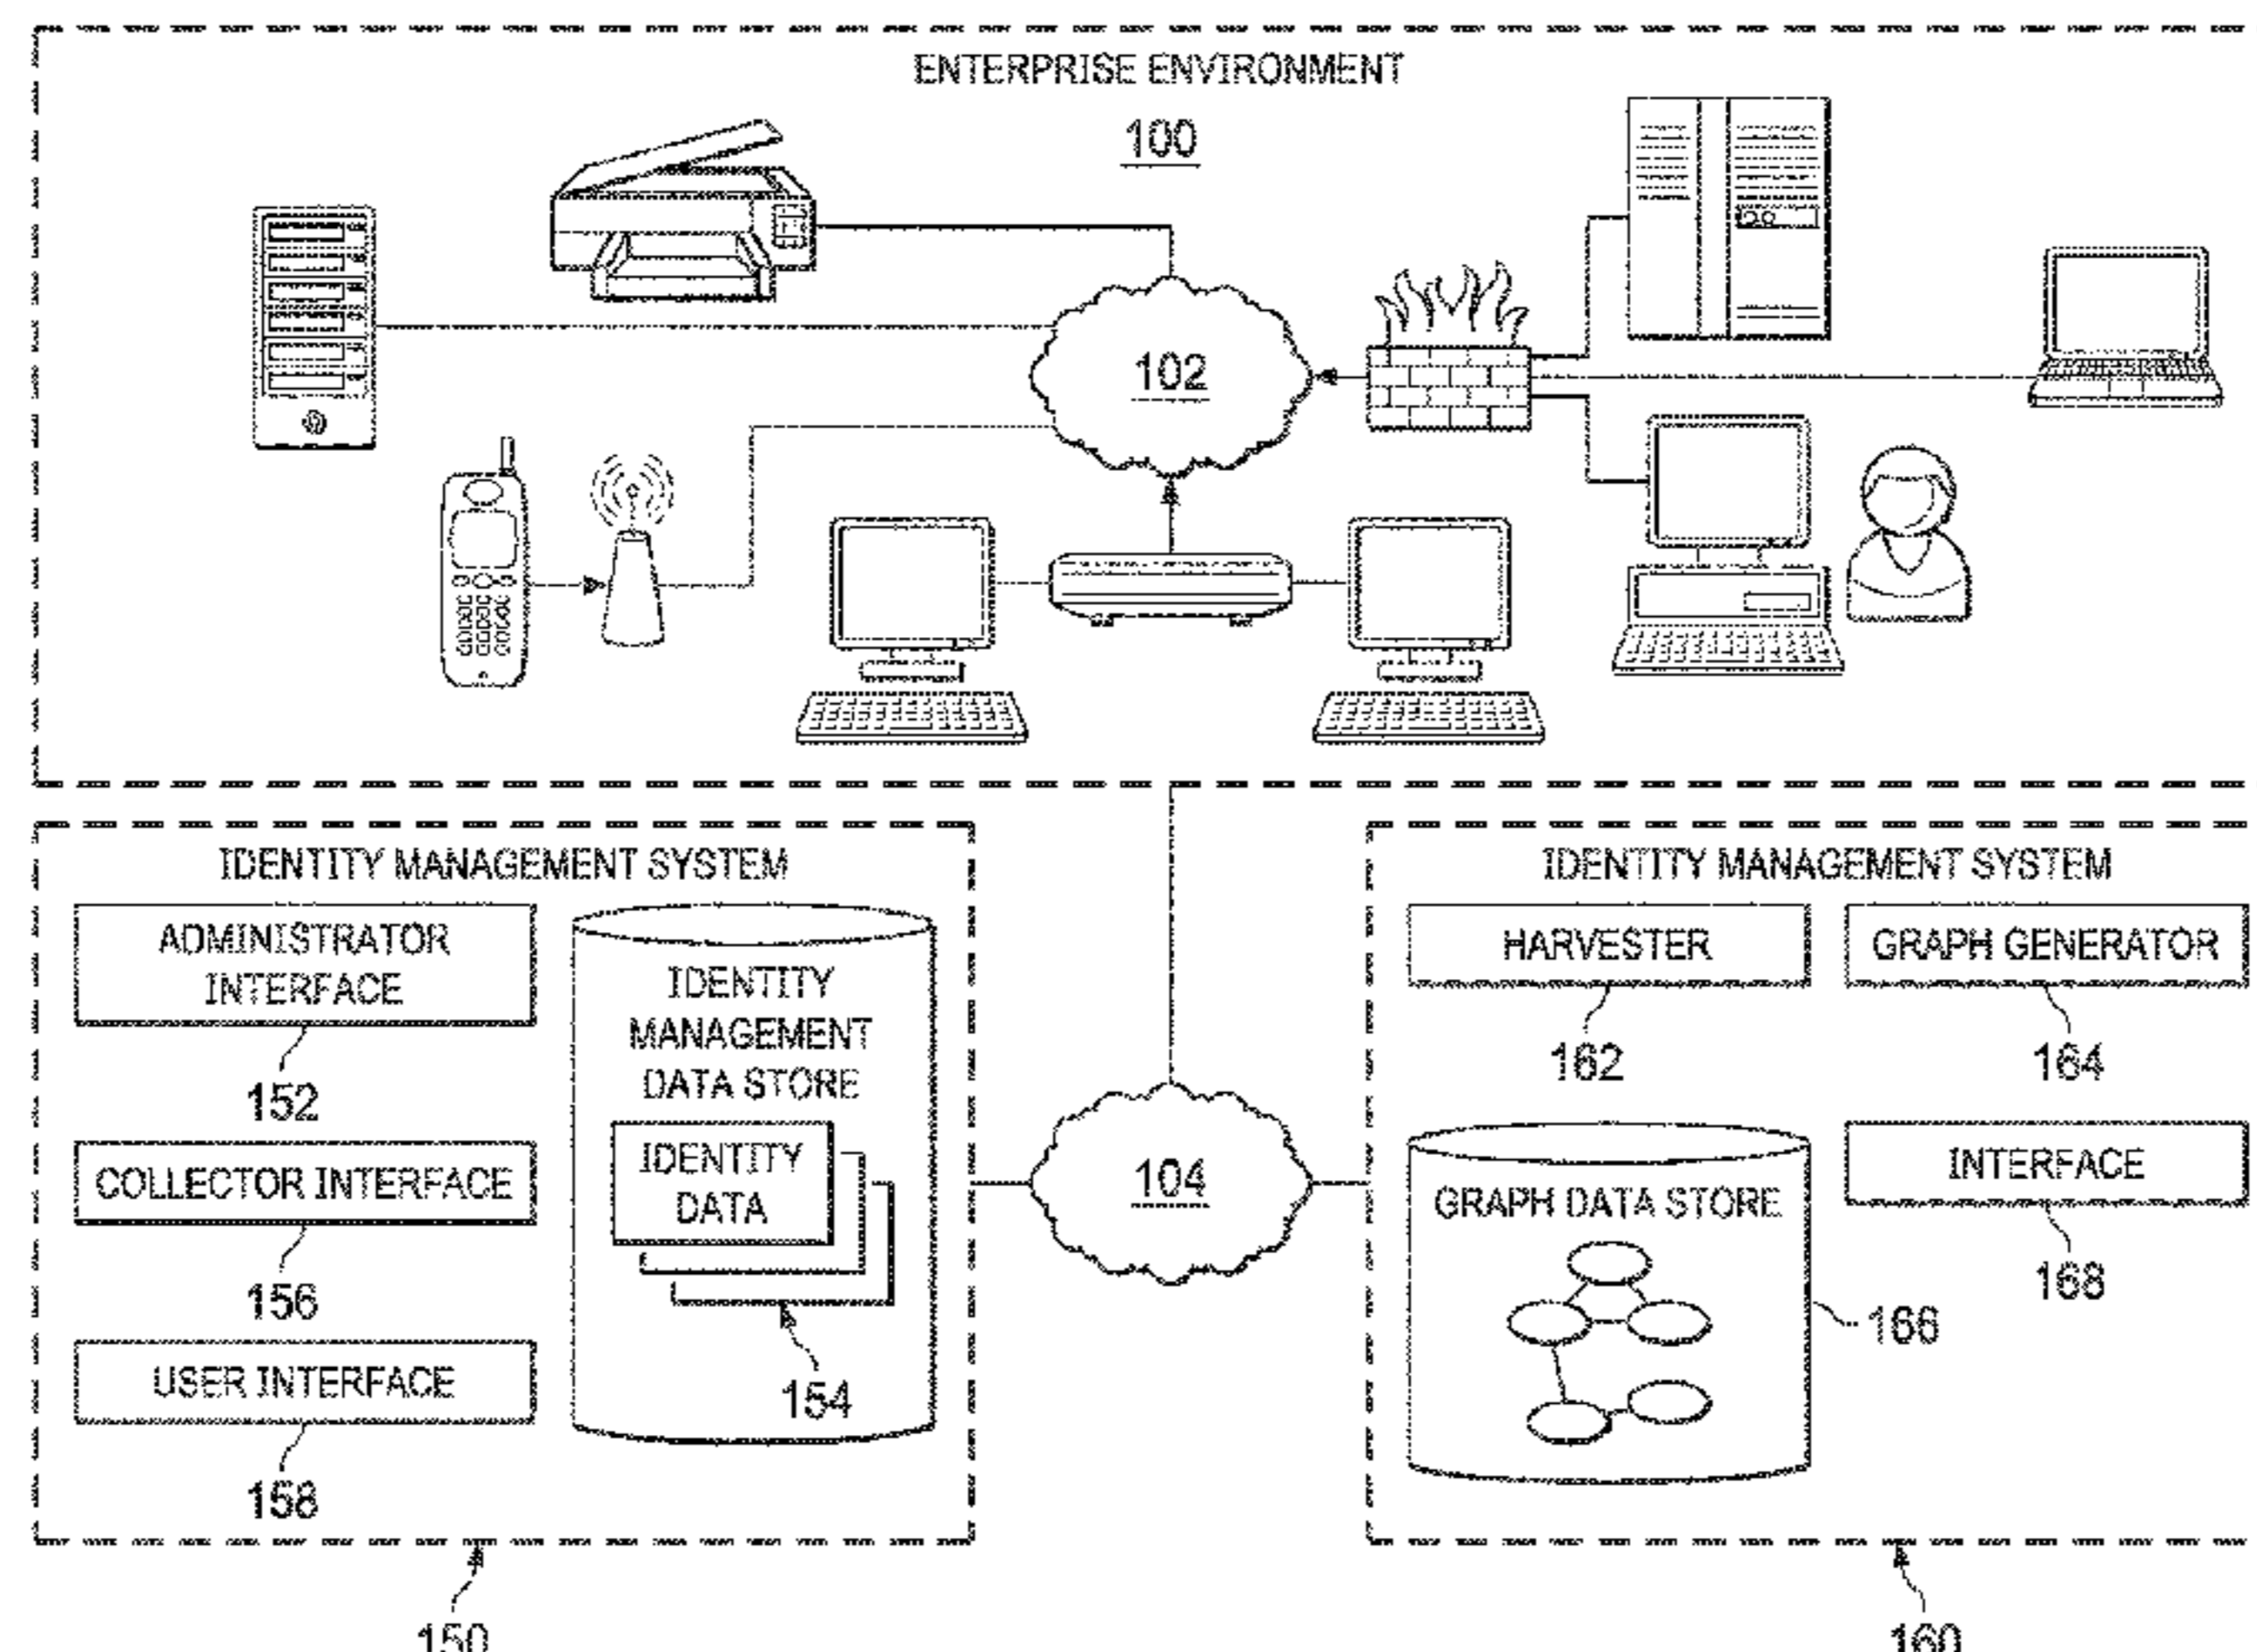 ENTERPRISE ENVIRONMENT
100
102
IDENTITY MANAGEMENT SYSTEM
ADMINISTRATOR
INTERFACE
152
COLLECTOR INTERFACE
156
USER INTERFACE
158
IDENTITY
MANAGEMENT
DATA STORE
IDENTITY
DATA
154
150
104
IDENTITY MANAGEMENT SYSTEM
HARVESTER
162
GRAPH GENERATOR
164
GRAPH DATA STORE
166
INTERFACE
168
160